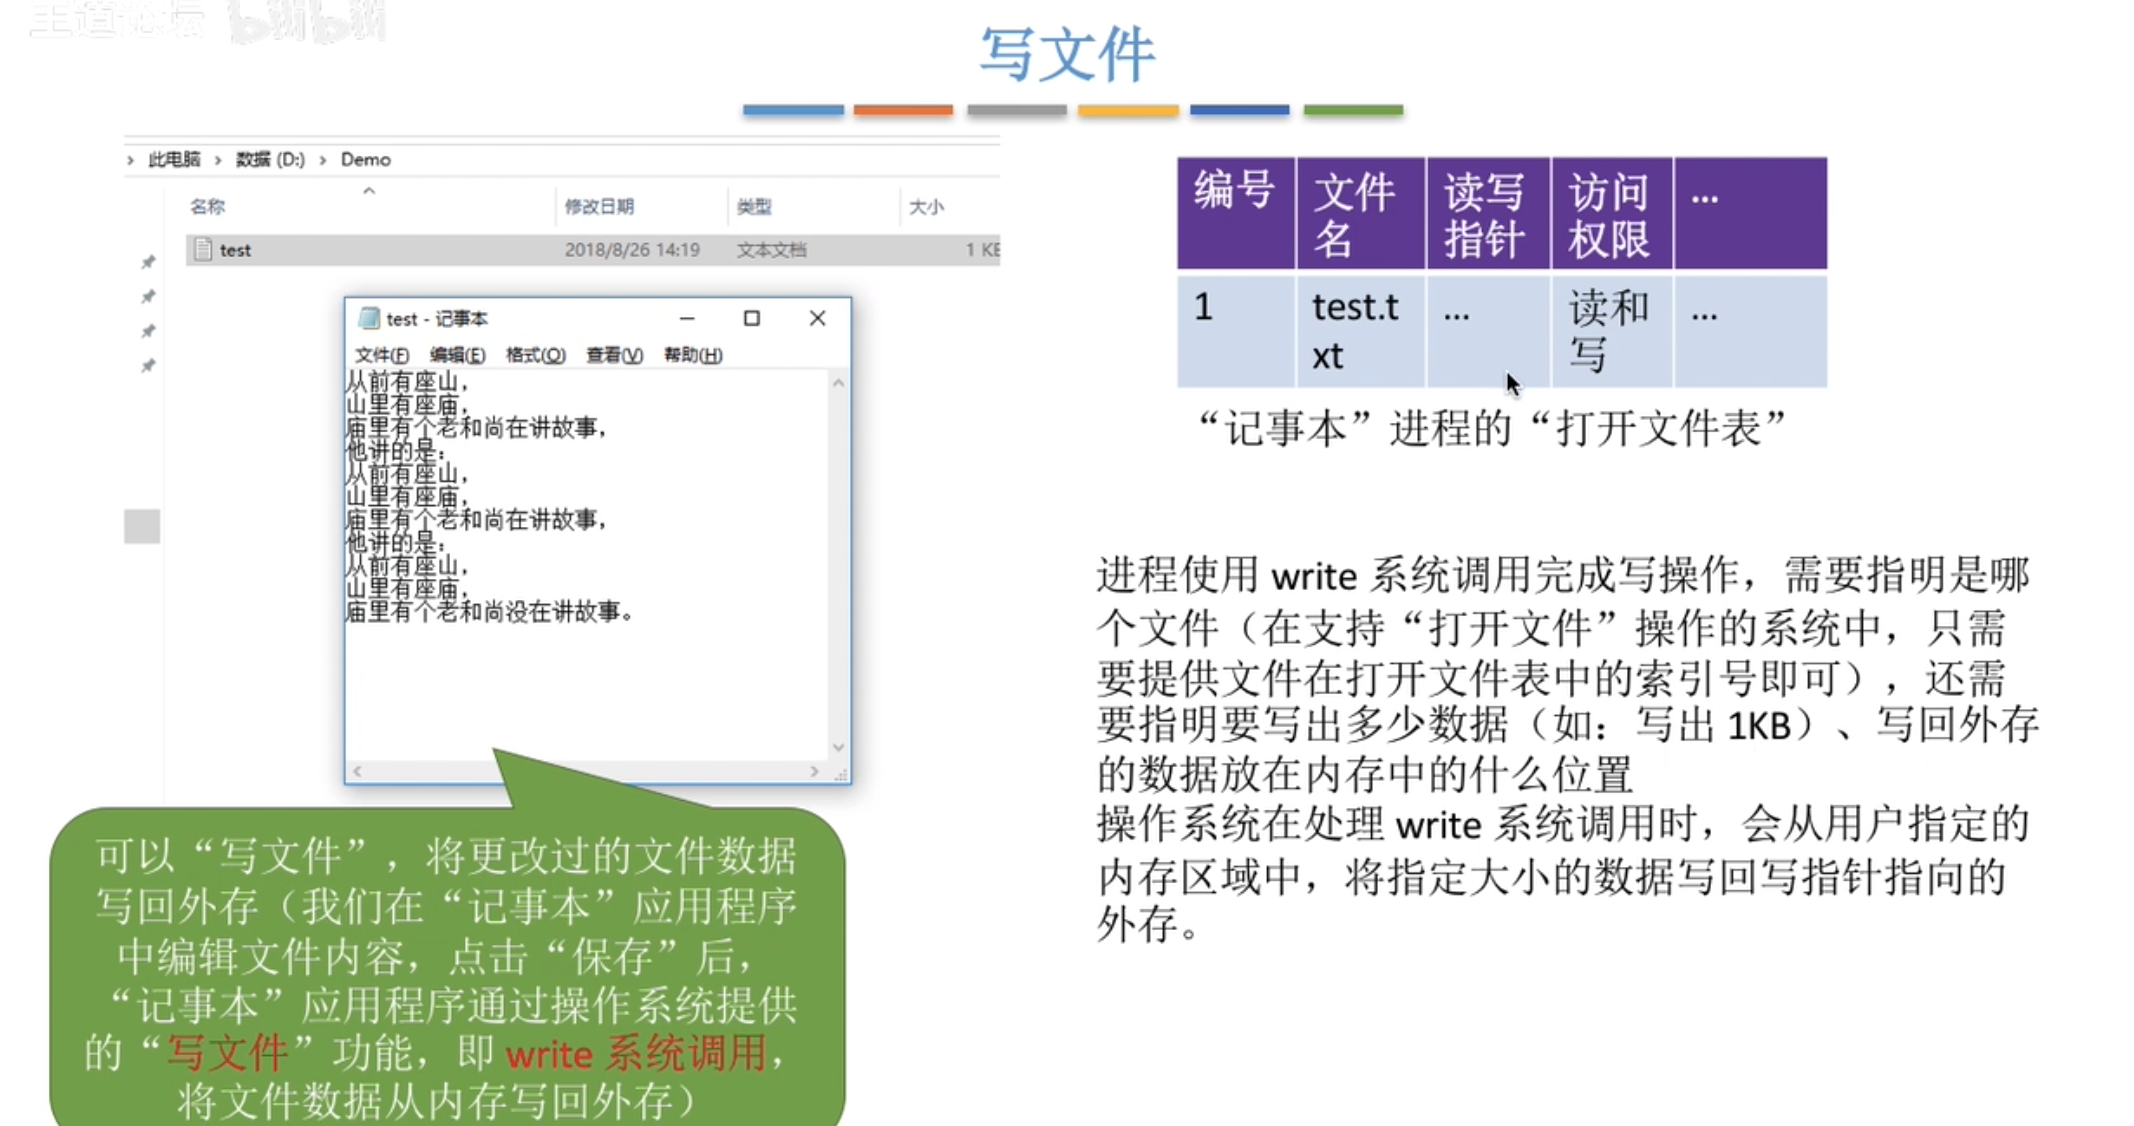 王道论坛 bilibili
写文件
此电脑 > 数据 (D:) > Demo
名称 修改日期 类型 大小
test 2018/8/26 14:19 文本文档 1 KB
test - 记事本
文件(F) 编辑(E) 格式(O) 查看(V) 帮助(H)
从前有座山，
山里有座庙，
庙里有个老和尚在讲故事，
他讲的是：
从前有座山，
山里有座庙，
庙里有个老和尚在讲故事，
他讲的是：
从前有座山，
山里有座庙，
庙里有个老和尚没在讲故事。
可以“写文件”，将更改过的文件数据
写回外存（我们在“记事本”应用程序
中编辑文件内容，点击“保存”后，
“记事本”应用程序通过操作系统提供
的“写文件”功能，即 write 系统调用，
将文件数据从内存写回外存）
编号 文件名 读写指针 访问权限 ...
1 test.txt ... 读和写 ...
“记事本”进程的“打开文件表”
进程使用 write 系统调用完成写操作，需要指明是哪
个文件（在支持“打开文件”操作的系统中，只需
要提供文件在打开文件表中的索引号即可），还需
要指明要写出多少数据（如：写出 1KB）、写回外存
的数据放在内存中的什么位置
操作系统在处理 write 系统调用时，会从用户指定的
内存区域中，将指定大小的数据写回写指针指向的
外存。